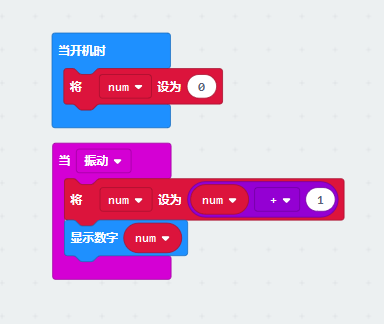 当开机时
将 num 设为 0
当 振动
将 num 设为 num + 1
显示数字 num